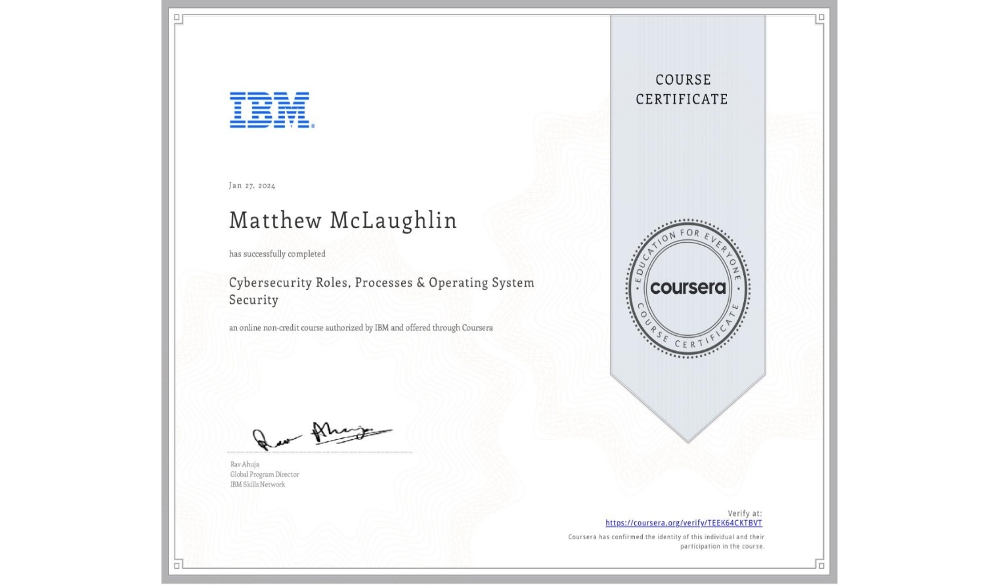 COURSE
CERTIFICATE
IBM®
Jan 27, 2024
Matthew McLaughlin
has successfully completed
Cybersecurity Roles, Processes & Operating System
Security
an online non-credit course authorized by IBM and offered through Coursera
EDUCATION FOR EVERYONE
coursera
COURSE CERTIFICATE
Rav Ahuja
Rav Ahuja
Global Program Director
IBM Skills Network
Verify at:
https://coursera.org/verify/TEEK64CKTBVT
Coursera has confirmed the identity of this individual and their
participation in the course.